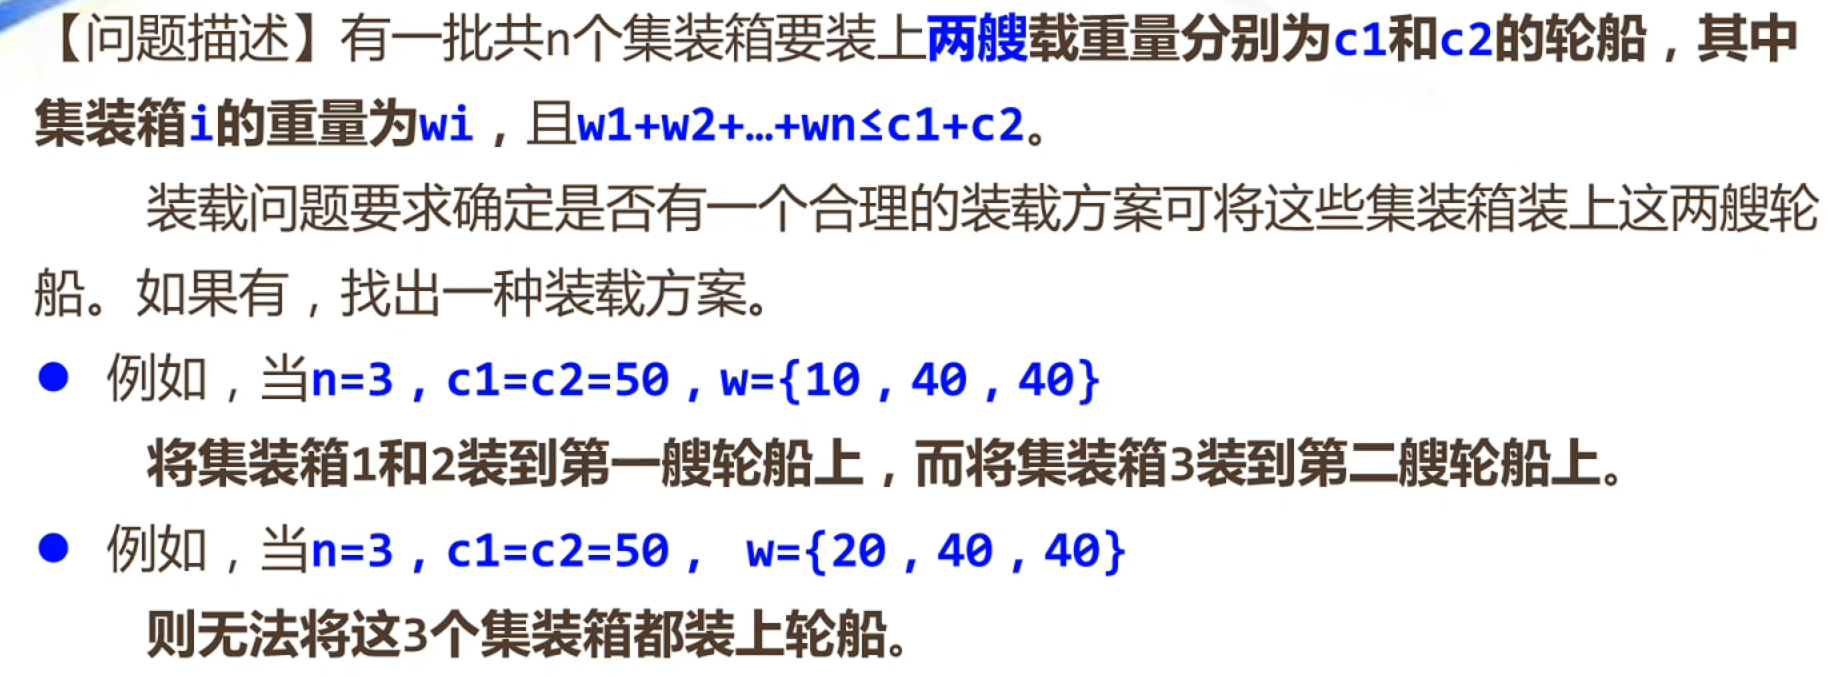 【问题描述】有一批共n个集装箱要装上两艘载重量分别为c1和c2的轮船，其中
集装箱i的重量为wi，且w1+w2+…+wn≤c1+c2。
装载问题要求确定是否有一个合理的装载方案可将这些集装箱装上这两艘轮
船。如果有，找出一种装载方案。
● 例如，当n=3，c1=c2=50，w={10，40，40}
将集装箱1和2装到第一艘轮船上，而将集装箱3装到第二艘轮船上。
● 例如，当n=3，c1=c2=50， w={20，40，40}
则无法将这3个集装箱都装上轮船。